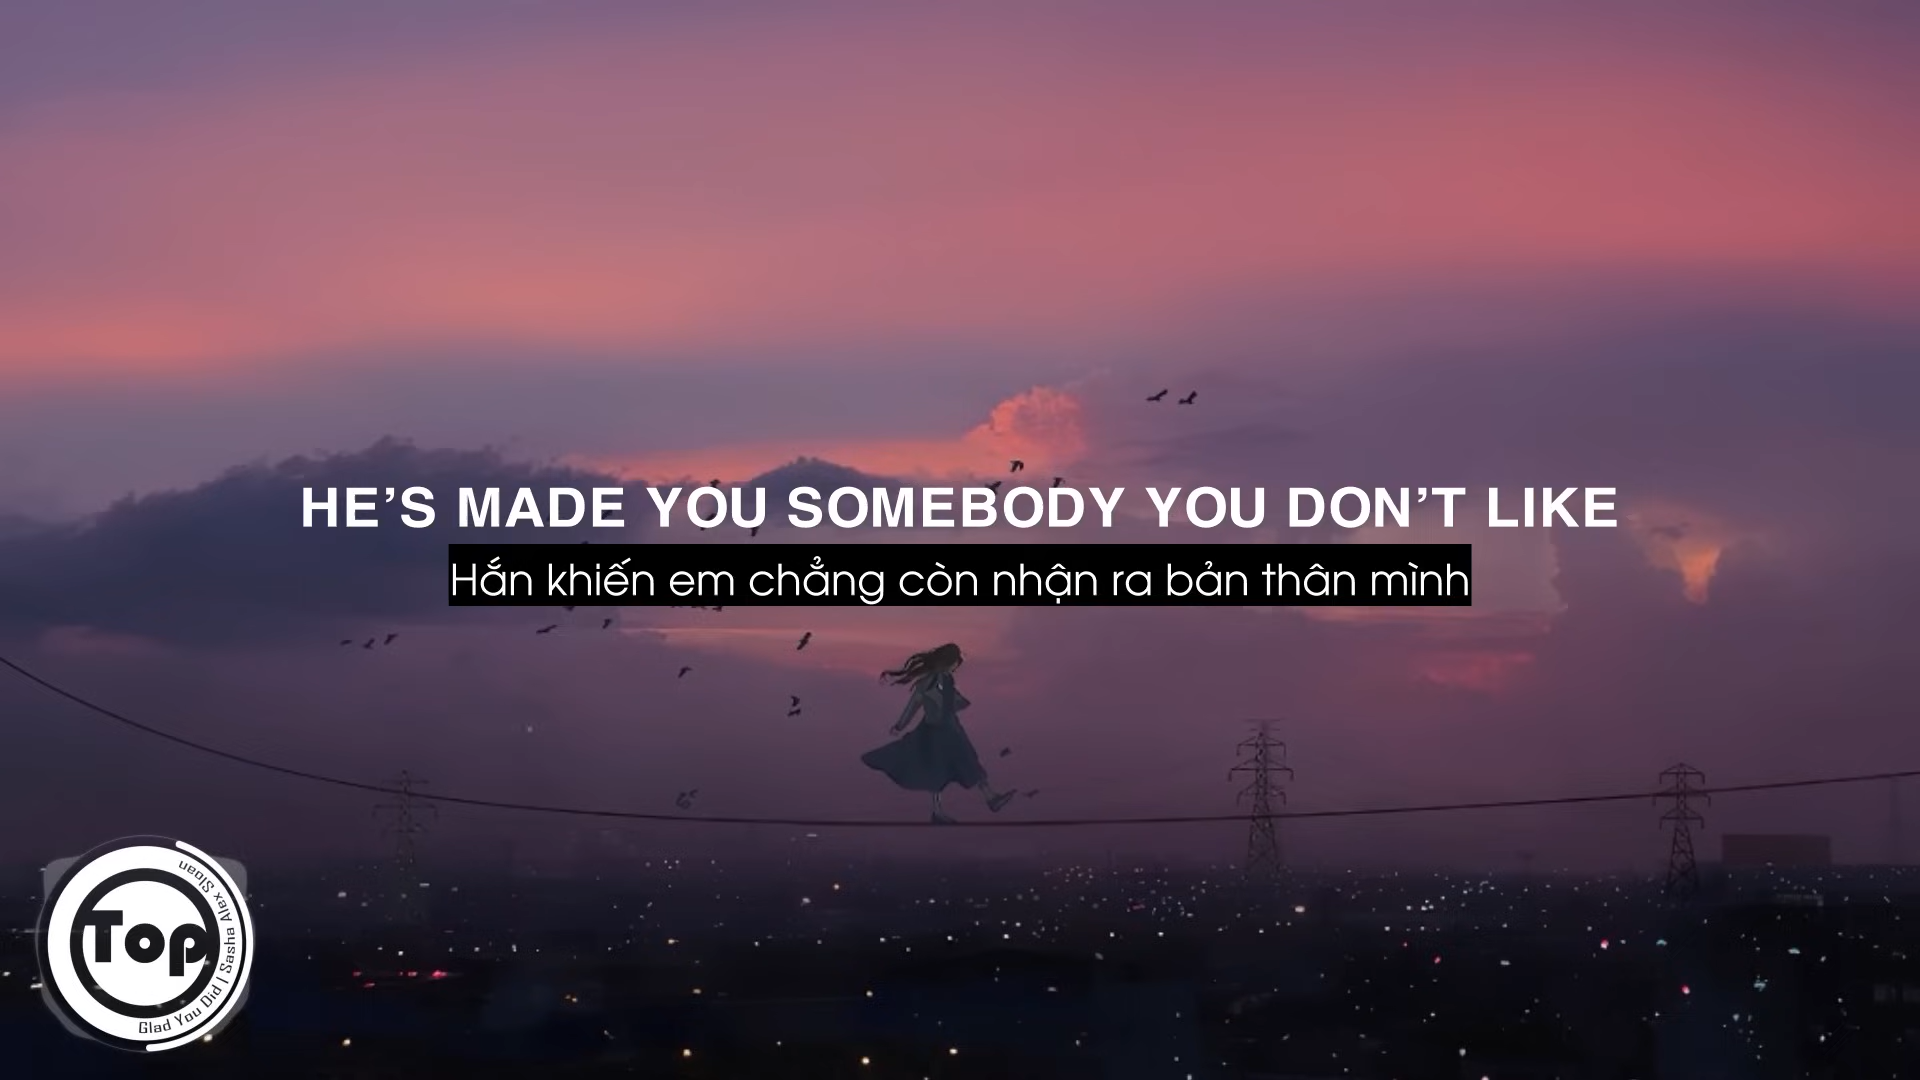 HE’S MADE YOU SOMEBODY YOU DON’T LIKE
Hắn khiến em chẳng còn nhận ra bản thân mình
Top
Glad You Did | Sasha Alex Sloan